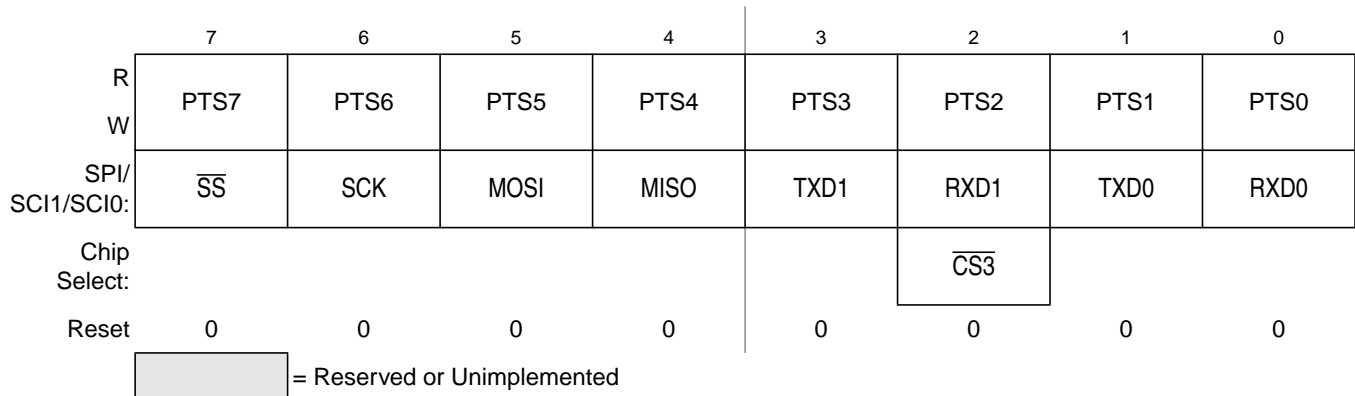 7 6 5 4 3 2 1 0
R
PTS7 PTS6 PTS5 PTS4 PTS3 PTS2 PTS1 PTS0
W
SPI/
SCI1/SCI0: S̅S̅ SCK MOSI MISO TXD1 RXD1 TXD0 RXD0
Chip
Select: C̅S̅3̅
Reset 0 0 0 0 0 0 0 0
= Reserved or Unimplemented